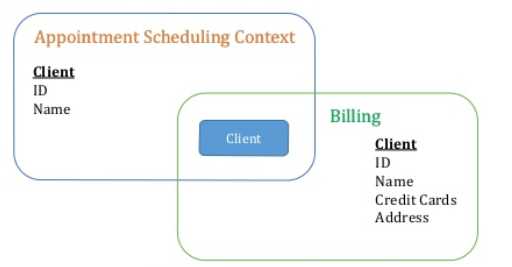 Appointment Scheduling Context
Client
ID
Name
Client
Billing
Client
ID
Name
Credit Cards
Address